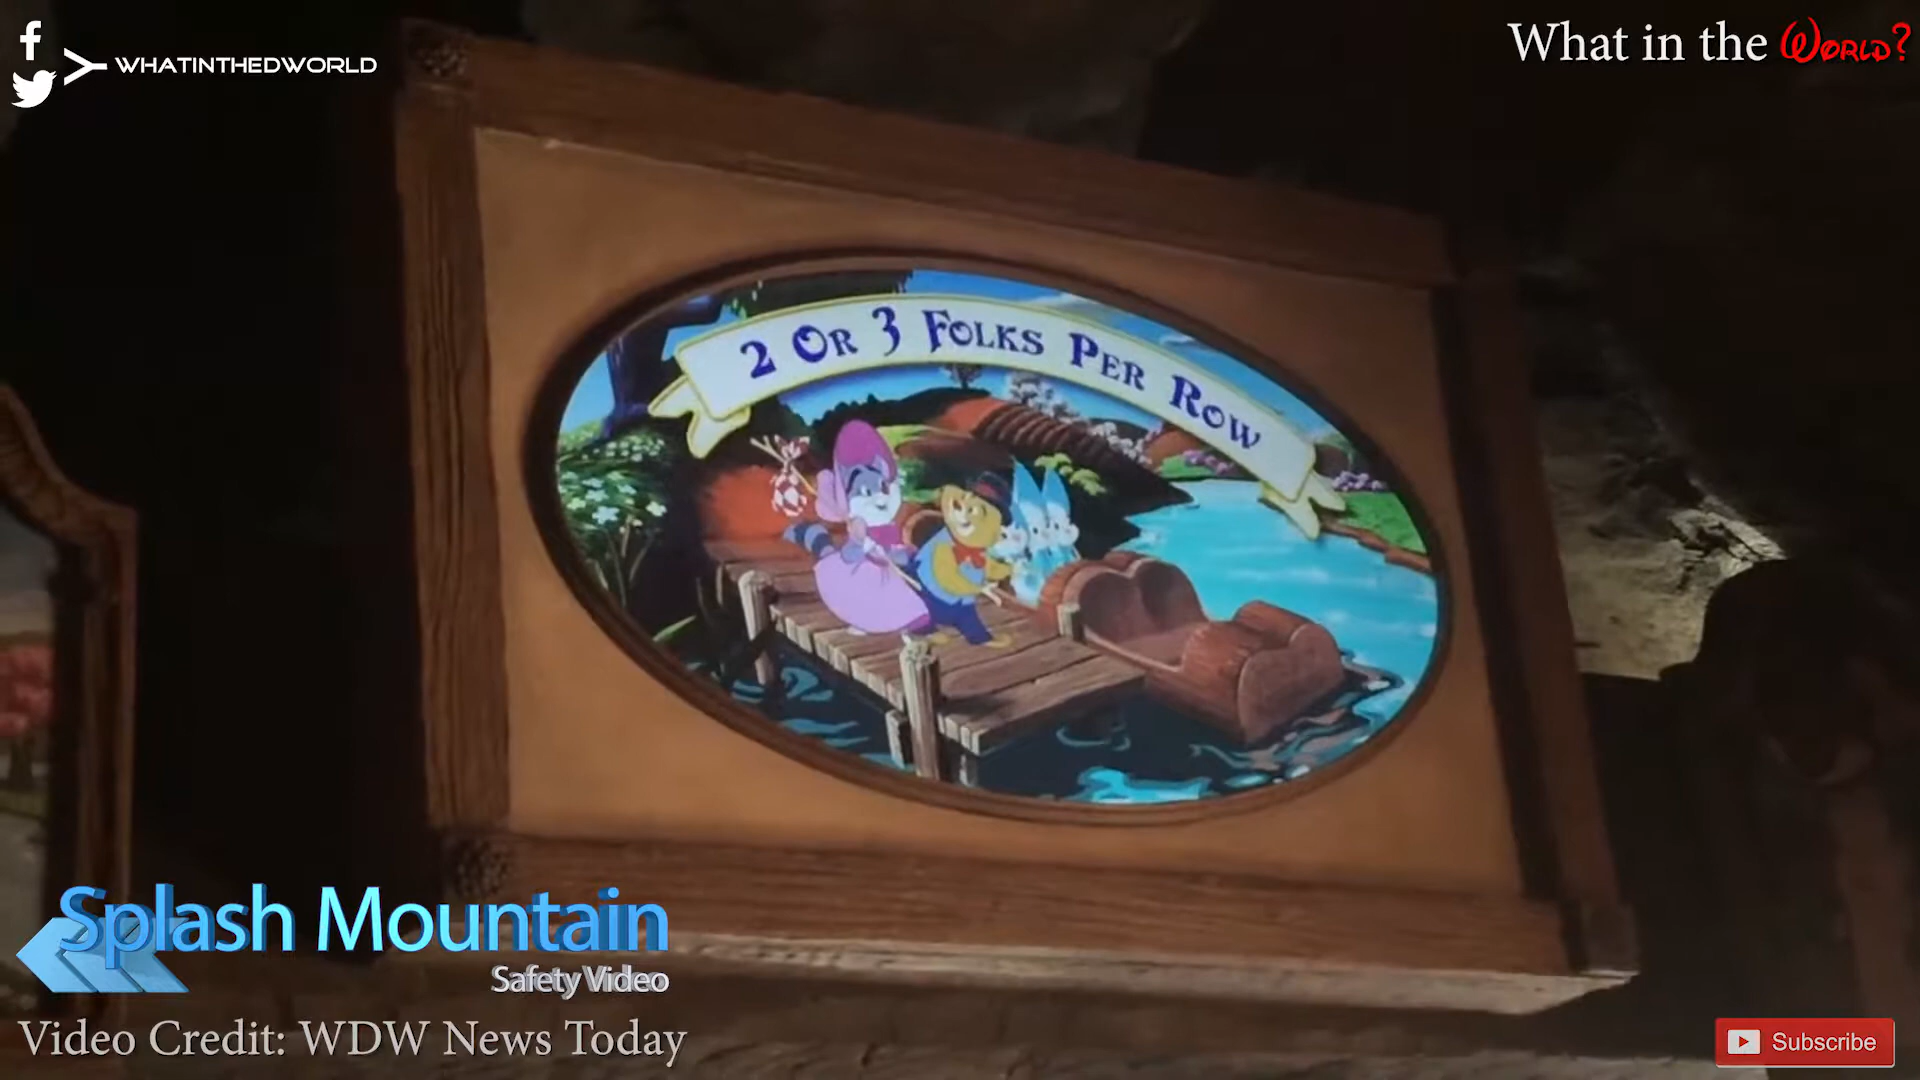 WHATINTHEDWORLD
What in the World?
2 Or 3 Folks Per Row
Splash Mountain
Safety Video
Video Credit: WDW News Today
Subscribe